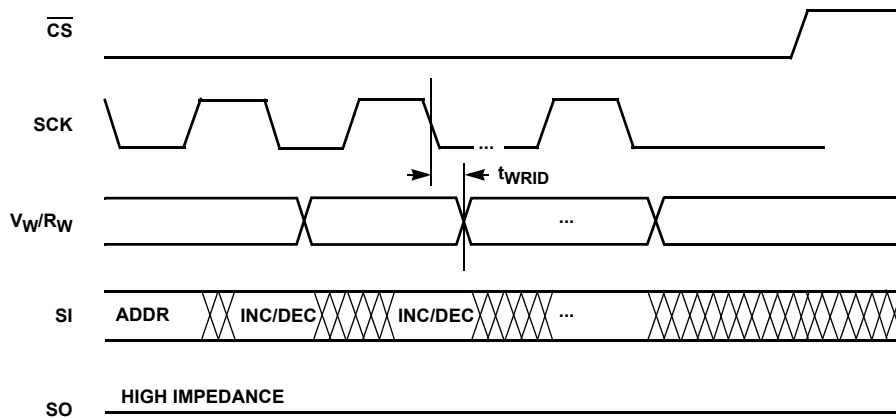 CS
SCK
...
tWRID
VW/RW
...
SI ADDR INC/DEC INC/DEC ...
SO HIGH IMPEDANCE